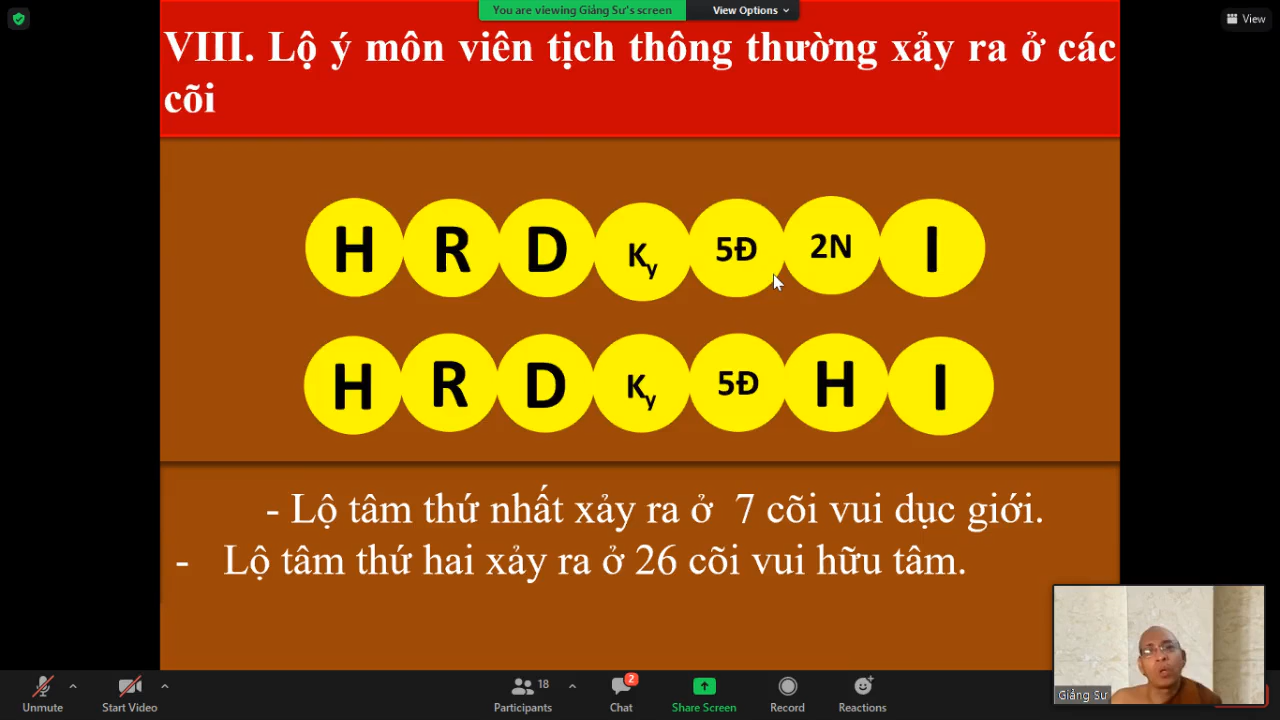 You are viewing Giảng Sư's screen View Options
View
VIII. Lộ ý môn viên tịch thông thường xảy ra ở các
cõi
H R D Ky 5Đ 2N I
H R D Ky 5Đ H I
- Lộ tâm thứ nhất xảy ra ở 7 cõi vui dục giới.
- Lộ tâm thứ hai xảy ra ở 26 cõi vui hữu tâm.
Giảng Sư
18 2
Unmute Start Video Participants Chat Share Screen Record Reactions